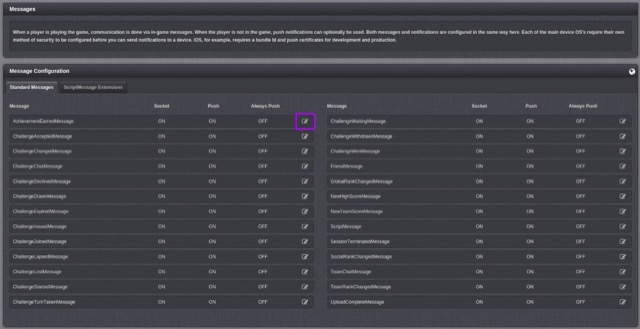 Messages
When a player is playing the game, communication is done via in-game messages. When the player is not in the game, push notifications can optionally be used. Both messages and notifications are configured in the same way here. Each of the main device OS's require their own
method of security to be configured before you can send notifications to a device. iOS, for example, requires a bundle Id and push certificates for development and production.
Message Configuration
Standard Messages ScriptMessage Extensions
Message Socket Push Always Push Message Socket Push Always Push
AchievementEarnedMessage ON ON OFF ChallengeWaitingMessage ON ON OFF
ChallengeAcceptedMessage ON ON OFF ChallengeWithdrawnMessage ON ON OFF
ChallengeChangedMessage ON ON OFF ChallengeWonMessage ON ON OFF
ChallengeChatMessage ON ON OFF FriendMessage ON ON OFF
ChallengeDeclinedMessage ON ON OFF GlobalRankChangedMessage ON ON OFF
ChallengeDrawnMessage ON ON OFF NewHighScoreMessage ON ON OFF
ChallengeExpiredMessage ON ON OFF NewTeamScoreMessage ON ON OFF
ChallengeIssuedMessage ON ON OFF ScriptMessage ON ON OFF
ChallengeJoinedMessage ON ON OFF SessionTerminatedMessage ON ON OFF
ChallengeLapsedMessage ON ON OFF SocialRankChangedMessage ON ON OFF
ChallengeLostMessage ON ON OFF TeamChatMessage ON ON OFF
ChallengeStartedMessage ON ON OFF TeamRankChangedMessage ON ON OFF
ChallengeTurnTakenMessage ON ON OFF UploadCompleteMessage ON ON OFF